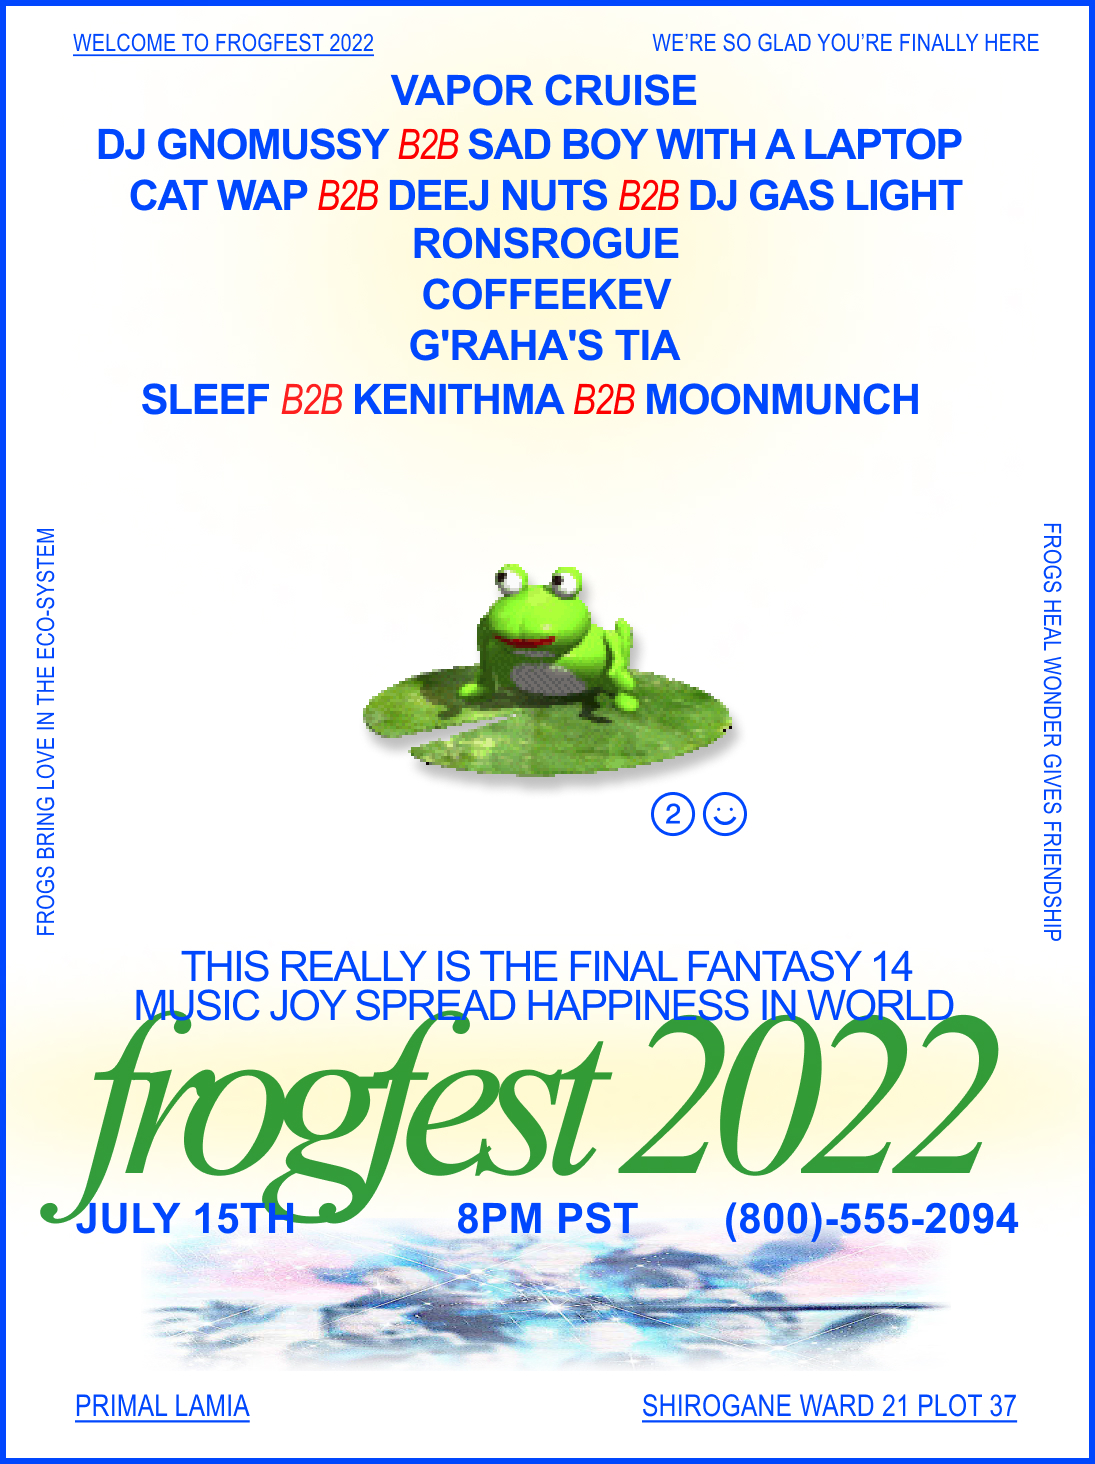 WELCOME TO FROGFEST 2022
WE’RE SO GLAD YOU’RE FINALLY HERE
VAPOR CRUISE
DJ GNOMUSSY B2B SAD BOY WITH A LAPTOP
CAT WAP B2B DEEJ NUTS B2B DJ GAS LIGHT
RONSROGUE
COFFEEKEV
G'RAHA'S TIA
SLEEF B2B KENITHMA B2B MOONMUNCH
FROGS BRING LOVE IN THE ECO-SYSTEM
FROGS HEAL WONDER GIVES FRIENDSHIP
2
THIS REALLY IS THE FINAL FANTASY 14
MUSIC JOY SPREAD HAPPINESS IN WORLD
frogfest 2022
JULY 15TH 8PM PST (800)-555-2094
PRIMAL LAMIA
SHIROGANE WARD 21 PLOT 37